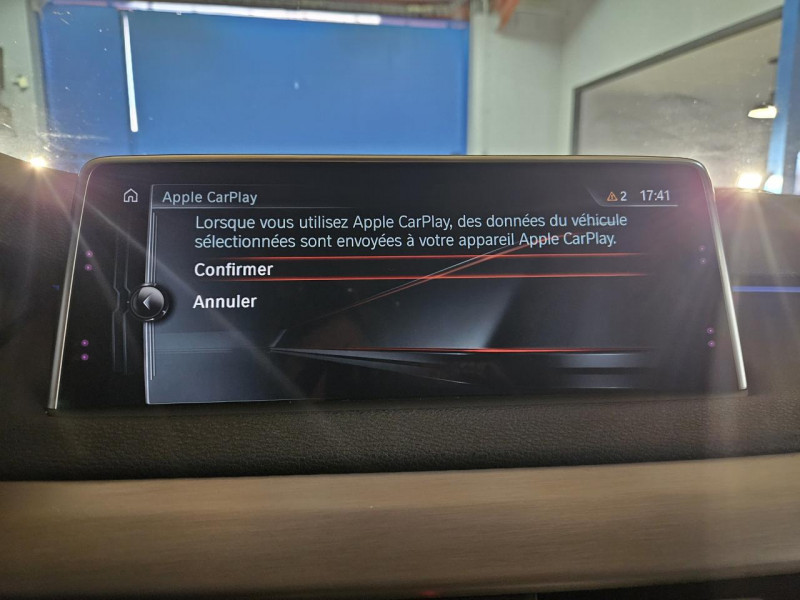 Apple CarPlay
2 17:41
Lorsque vous utilisez Apple CarPlay, des données du véhicule
sélectionnées sont envoyées à votre appareil Apple CarPlay.
Confirmer
Annuler